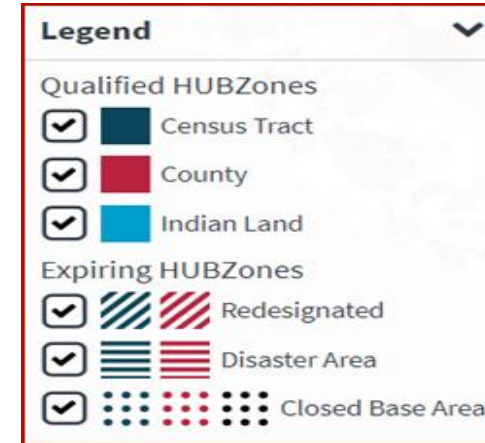 Legend
Qualified HUBZones
Census Tract
County
Indian Land
Expiring HUBZones
Redesignated
Disaster Area
Closed Base Area